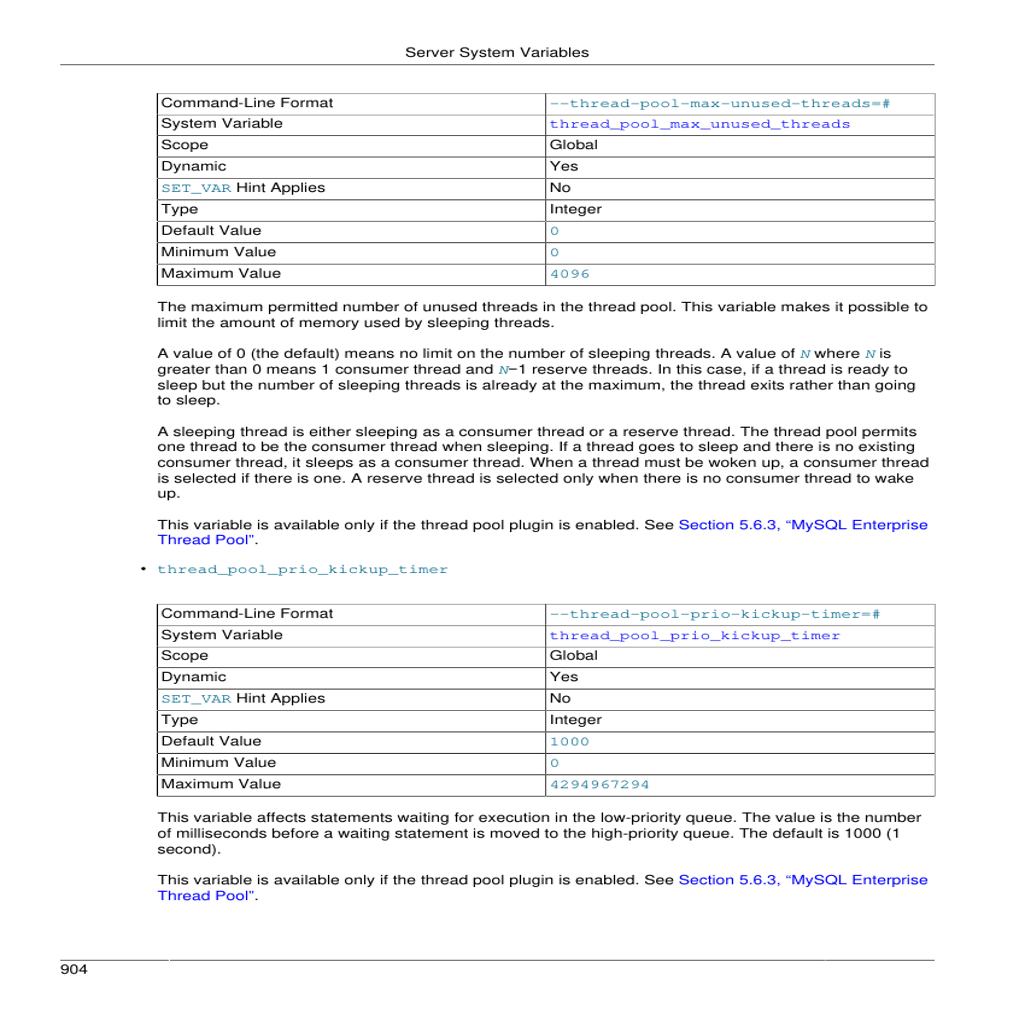 Server System Variables
Command-Line Format --thread-pool-max-unused-threads=#
System Variable thread_pool_max_unused_threads
Scope Global
Dynamic Yes
SET_VAR Hint Applies No
Type Integer
Default Value 0
Minimum Value 0
Maximum Value 4096
The maximum permitted number of unused threads in the thread pool. This variable makes it possible to
limit the amount of memory used by sleeping threads.
A value of 0 (the default) means no limit on the number of sleeping threads. A value of N where N is
greater than 0 means 1 consumer thread and N−1 reserve threads. In this case, if a thread is ready to
sleep but the number of sleeping threads is already at the maximum, the thread exits rather than going
to sleep.
A sleeping thread is either sleeping as a consumer thread or a reserve thread. The thread pool permits
one thread to be the consumer thread when sleeping. If a thread goes to sleep and there is no existing
consumer thread, it sleeps as a consumer thread. When a thread must be woken up, a consumer thread
is selected if there is one. A reserve thread is selected only when there is no consumer thread to wake
up.
This variable is available only if the thread pool plugin is enabled. See Section 5.6.3, “MySQL Enterprise
Thread Pool”.
• thread_pool_prio_kickup_timer
Command-Line Format --thread-pool-prio-kickup-timer=#
System Variable thread_pool_prio_kickup_timer
Scope Global
Dynamic Yes
SET_VAR Hint Applies No
Type Integer
Default Value 1000
Minimum Value 0
Maximum Value 4294967294
This variable affects statements waiting for execution in the low-priority queue. The value is the number
of milliseconds before a waiting statement is moved to the high-priority queue. The default is 1000 (1
second).
This variable is available only if the thread pool plugin is enabled. See Section 5.6.3, “MySQL Enterprise
Thread Pool”.
904